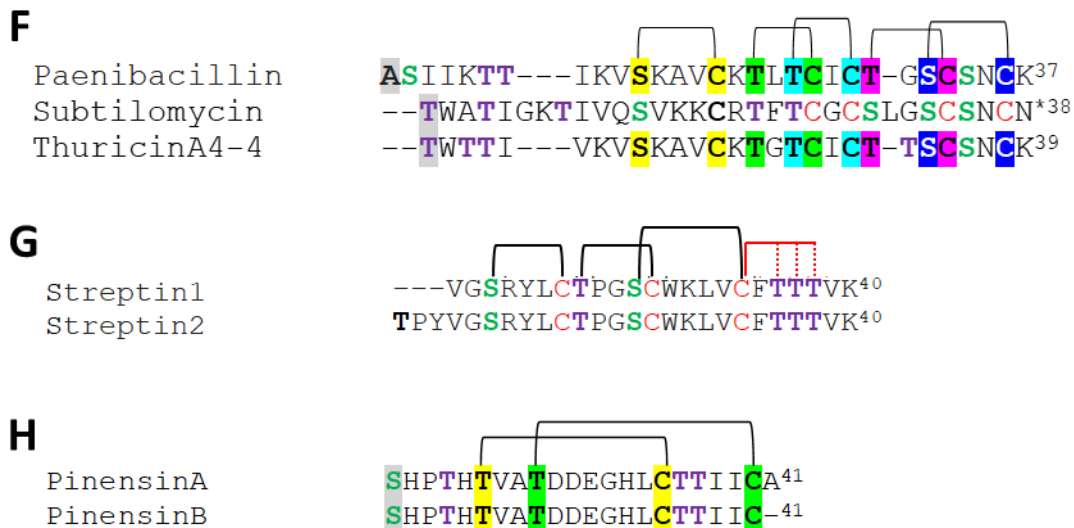 F
Paenibacillin ASIIKTT---IKVSKAVCKTLTCICT-GSCSNCK37
Subtilomycin --TWATIGKTIVQSVKKCRTFTCGCSLGSCSNCN*38
ThuricinA4-4 --TWTTI---VKVSKAVCKTGTCICT-TSCSNCK39
G
Streptin1 ---VGSRYLCTPGSCWKLVCFTTTVK40
Streptin2 TPYVGSRYLCTPGSCWKLVCFTTTVK40
H
PinensinA SHPTHTVATDDEGHLCTTIICA41
PinensinB SHPTHTVATDDEGHLCTTIIC-41